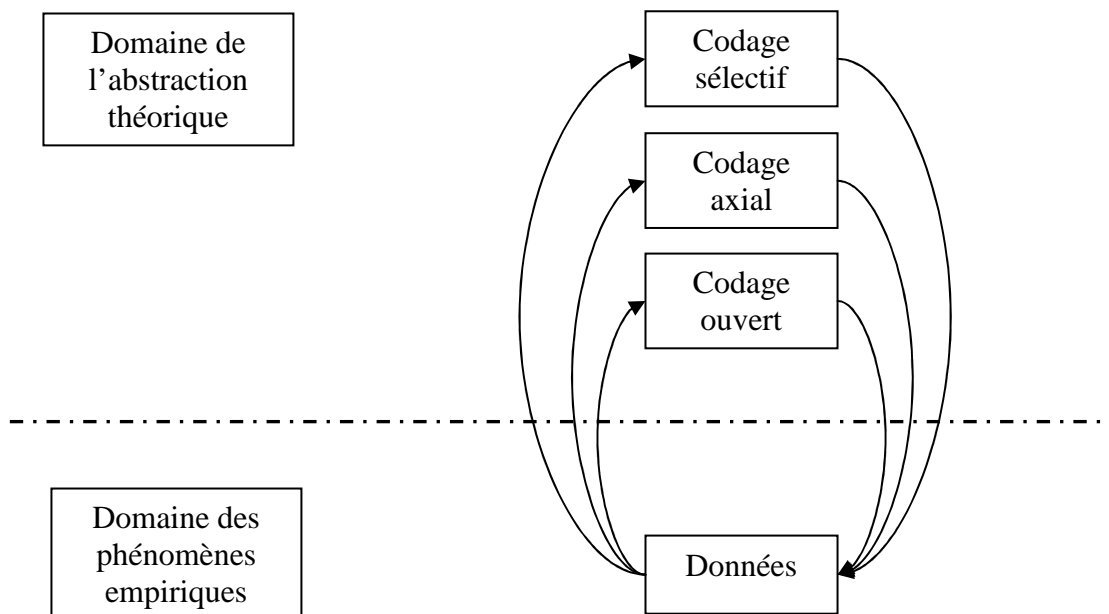 Domaine de
l’abstraction
théorique
Codage
sélectif
Codage
axial
Codage
ouvert
Domaine des
phénomènes
empiriques
Données